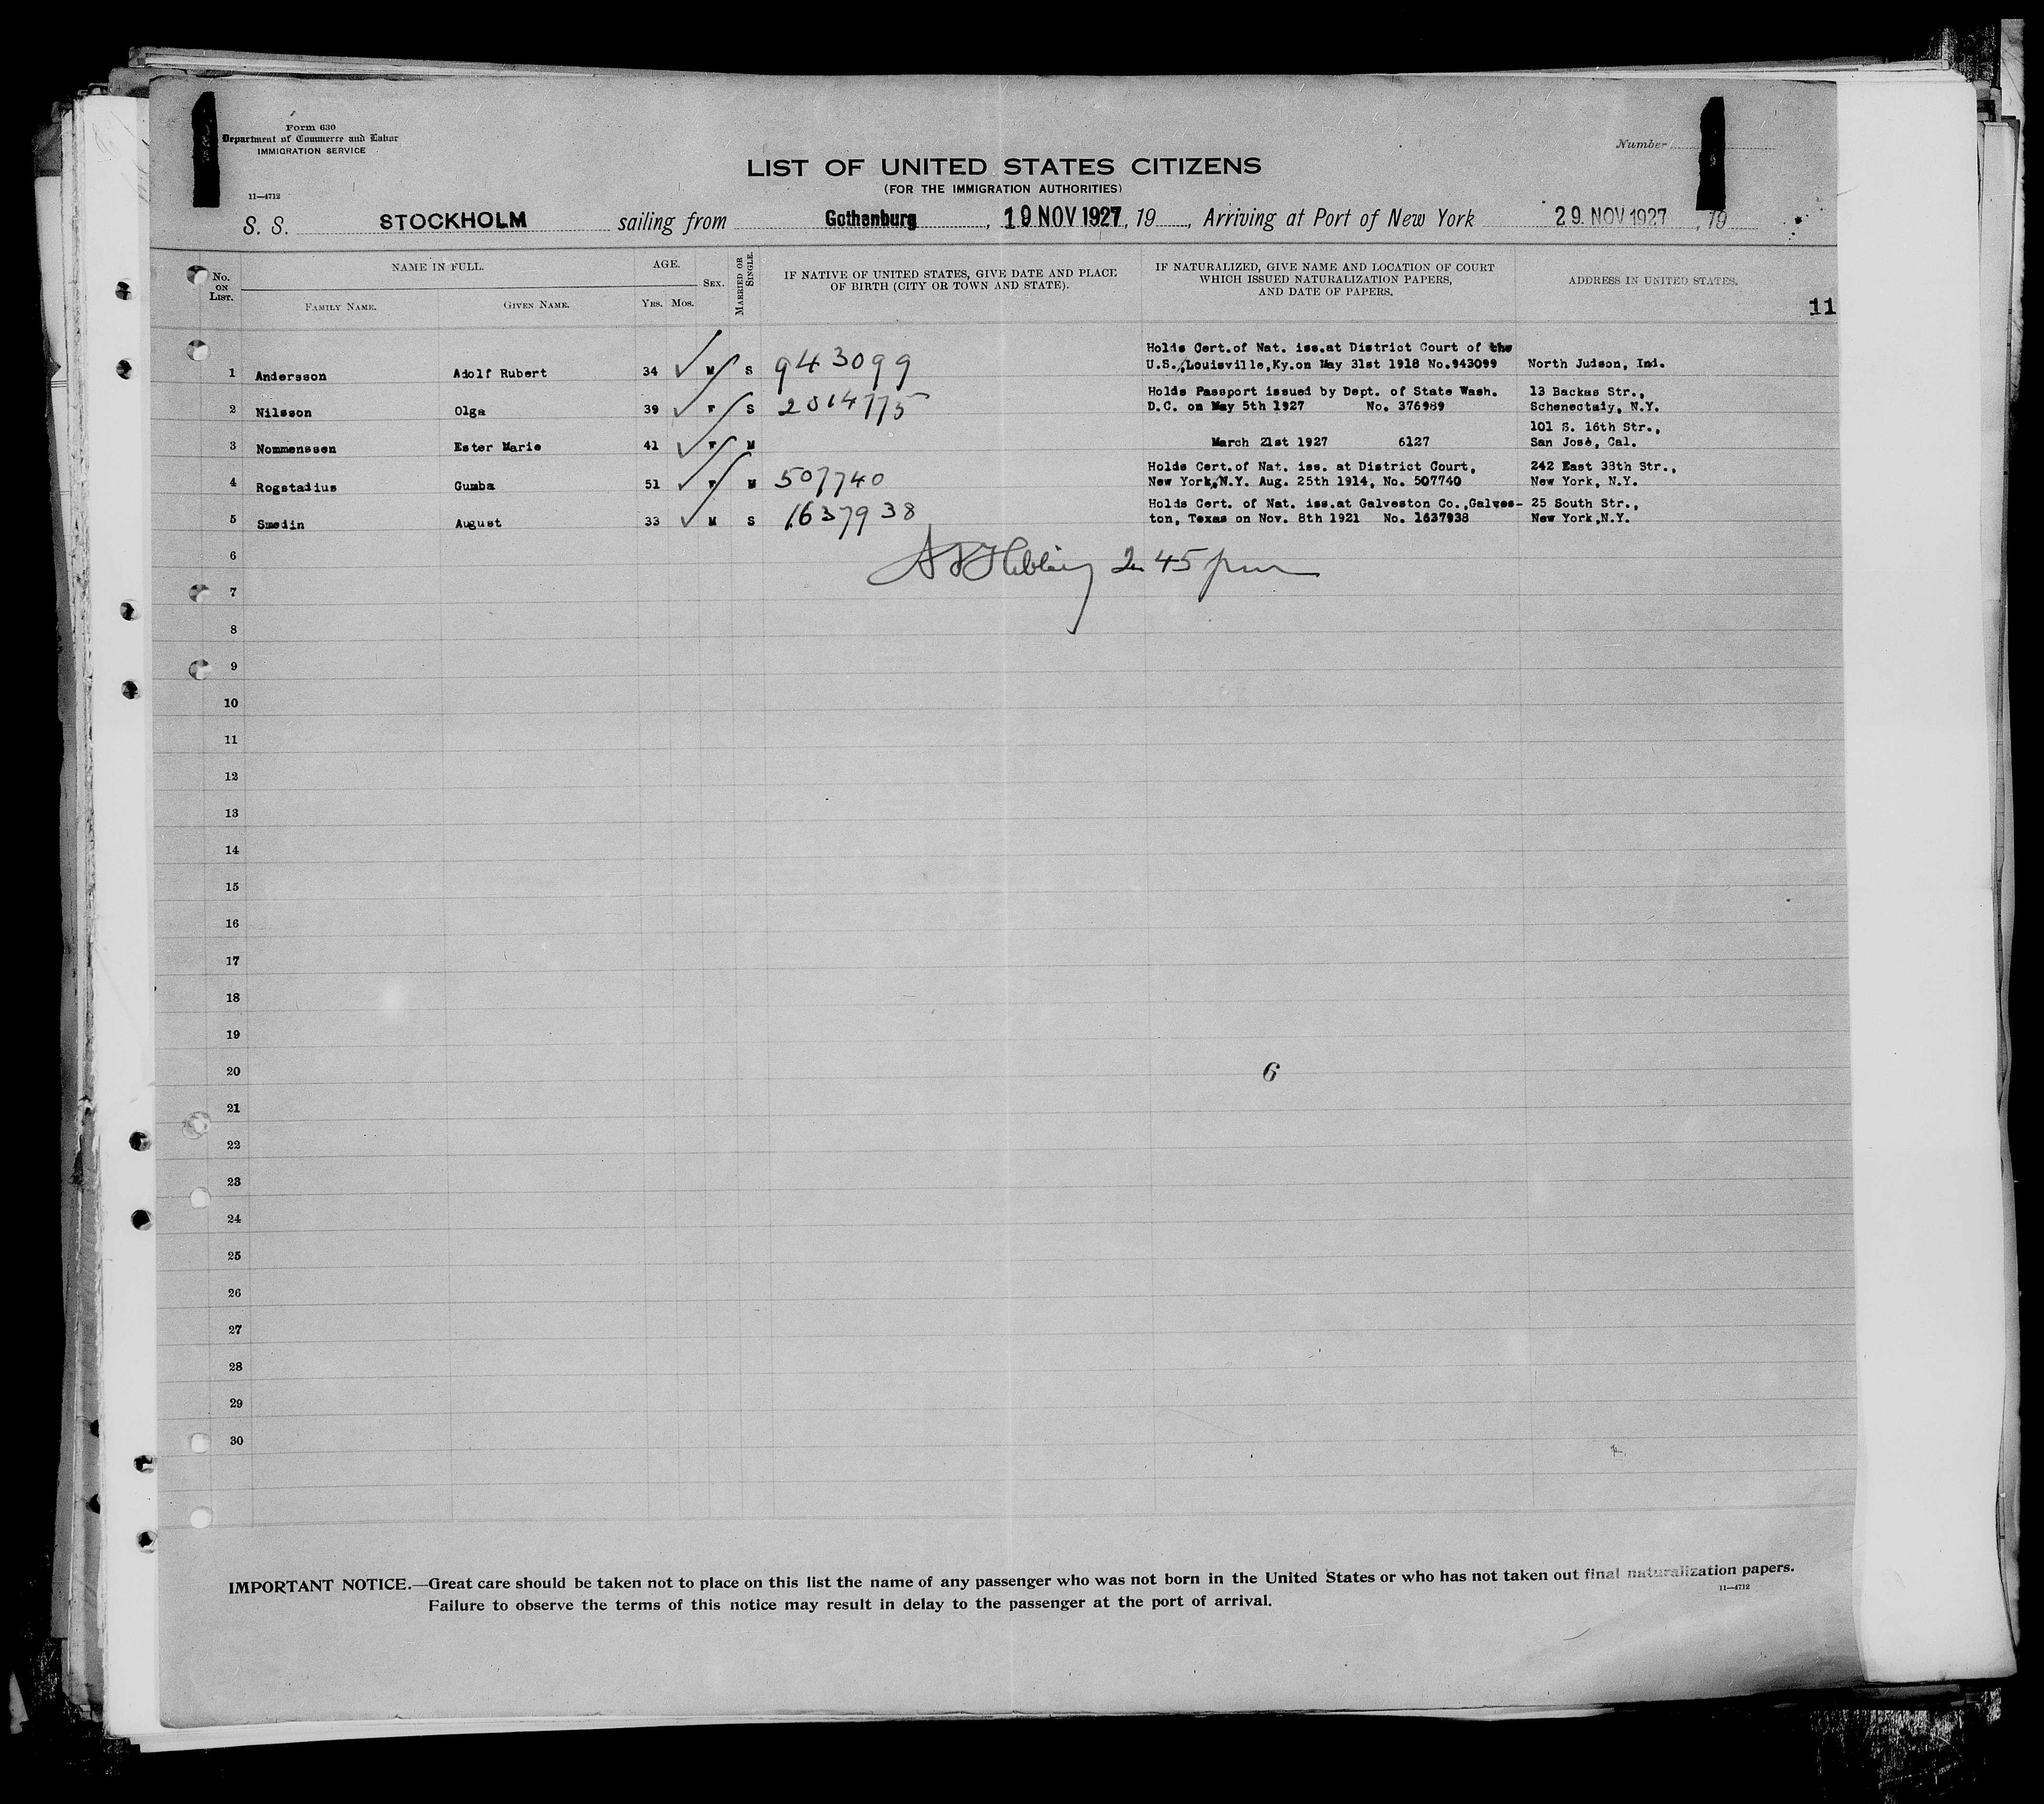 Form 630
Department of Commerce and Labor
IMMIGRATION SERVICE
Number
LIST OF UNITED STATES CITIZENS
(FOR THE IMMIGRATION AUTHORITIES)
11—4712
S. S. STOCKHOLM sailing from Gothenburg, 19 NOV 1927, 19 , Arriving at Port of New York 29. NOV 1927, 19
No. ON LIST. NAME IN FULL. FAMILY NAME. GIVEN NAME. AGE. YRS. MOS. SEX. MARRIED OR SINGLE. IF NATIVE OF UNITED STATES, GIVE DATE AND PLACE OF BIRTH (CITY OR TOWN AND STATE). IF NATURALIZED, GIVE NAME AND LOCATION OF COURT WHICH ISSUED NATURALIZATION PAPERS, AND DATE OF PAPERS. ADDRESS IN UNITED STATES.
11
Holds Cert.of Nat. iss.at District Court of the
1 Andersson Adolf Rubert 34 M S 943099 U.S.,Louisville,Ky.on May 31st 1918 No.943099 North Judson, Ind.
Holds Passport issued by Dept. of State Wash. 13 Backas Str.,
2 Nilsson Olga 39 F S 2014775 D.C. on May 5th 1927 No. 376989 Schenectady, N.Y.
101 S. 16th Str.,
3 Nommenssen Ester Marie 41 F M March 21st 1927 6127 San José, Cal.
Holds Cert.of Nat. iss. at District Court, 242 East 38th Str.,
4 Rogstadius Gumba 51 F M 507740 New York,N.Y. Aug. 25th 1914, No. 507740 New York, N.Y.
Holds Cert. of Nat. iss.at Galveston Co.,Galves- 25 South Str.,
5 Smedin August 33 M S 1637938 ton, Texas on Nov. 8th 1921 No. 1637938 New York,N.Y.
6
2 45 pm
7
8
9
10
11
12
13
14
15
16
17
18
19
20 6
21
22
23
24
25
26
27
28
29
30
IMPORTANT NOTICE.—Great care should be taken not to place on this list the name of any passenger who was not born in the United States or who has not taken out final naturalization papers.
11—4712
Failure to observe the terms of this notice may result in delay to the passenger at the port of arrival.